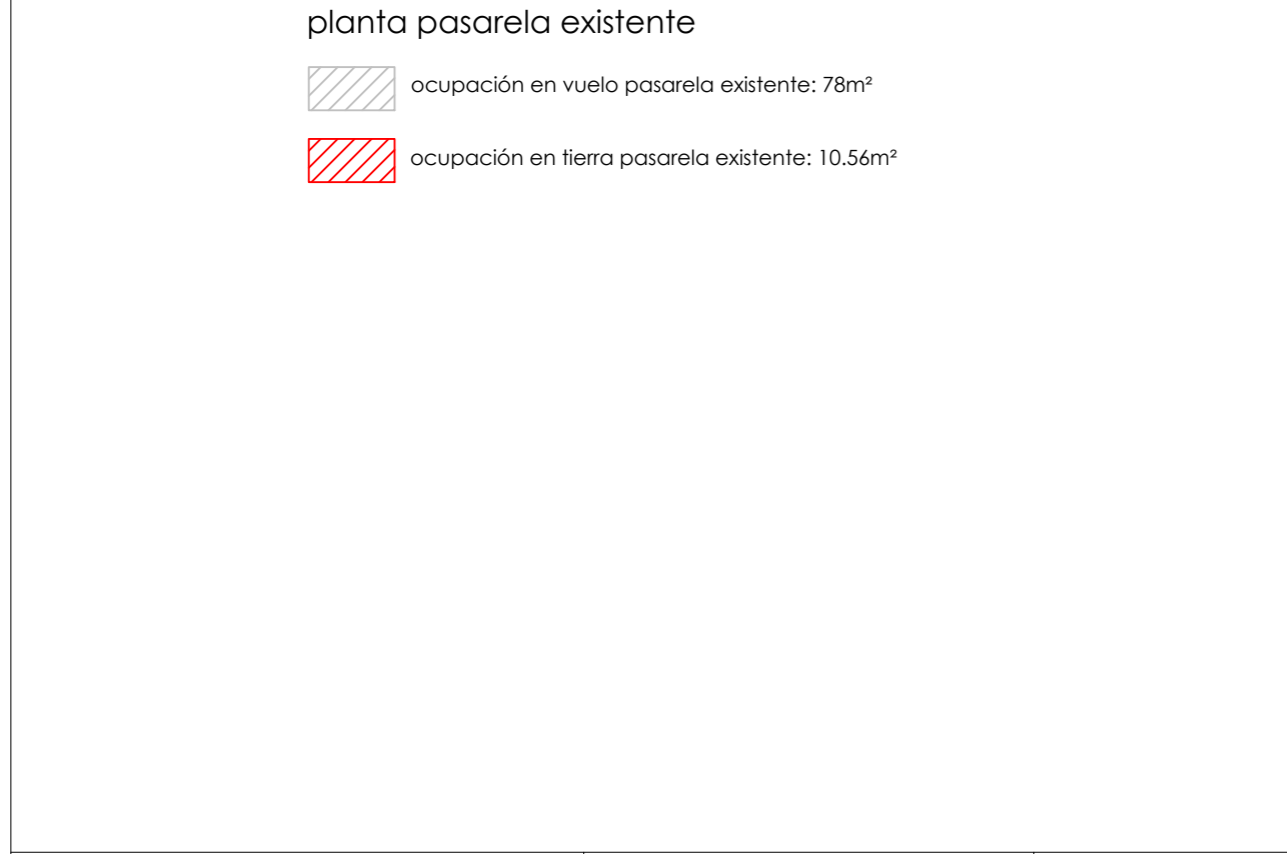 planta pasarela existente
ocupación en vuelo pasarela existente: 78m²
ocupación en tierra pasarela existente: 10.56m²